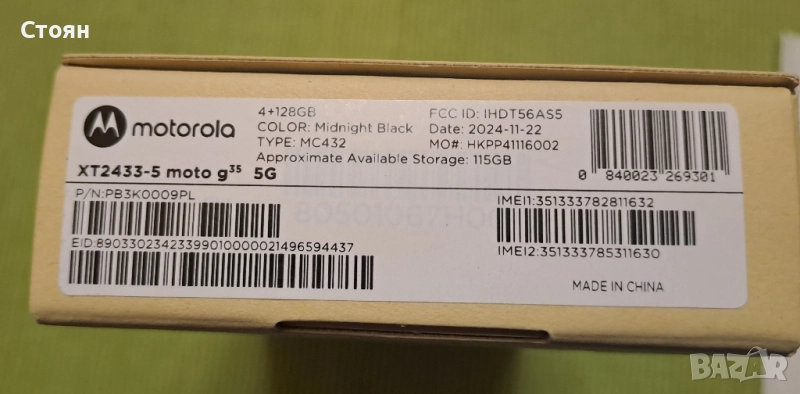 Стоян
motorola
4+128GB
COLOR: Midnight Black
TYPE: MC432
Approximate Available Storage: 115GB
FCC ID: IHDT56AS5
Date: 2024-11-22
MO#: HKPP41116002
0 840023 269301
XT2433-5 moto g35 5G
P/N:PB3K0009PL
EID:89033023423399010000021496594437
IMEI1:351333782811632
IMEI2:351333785311630
MADE IN CHINA
BAZAR